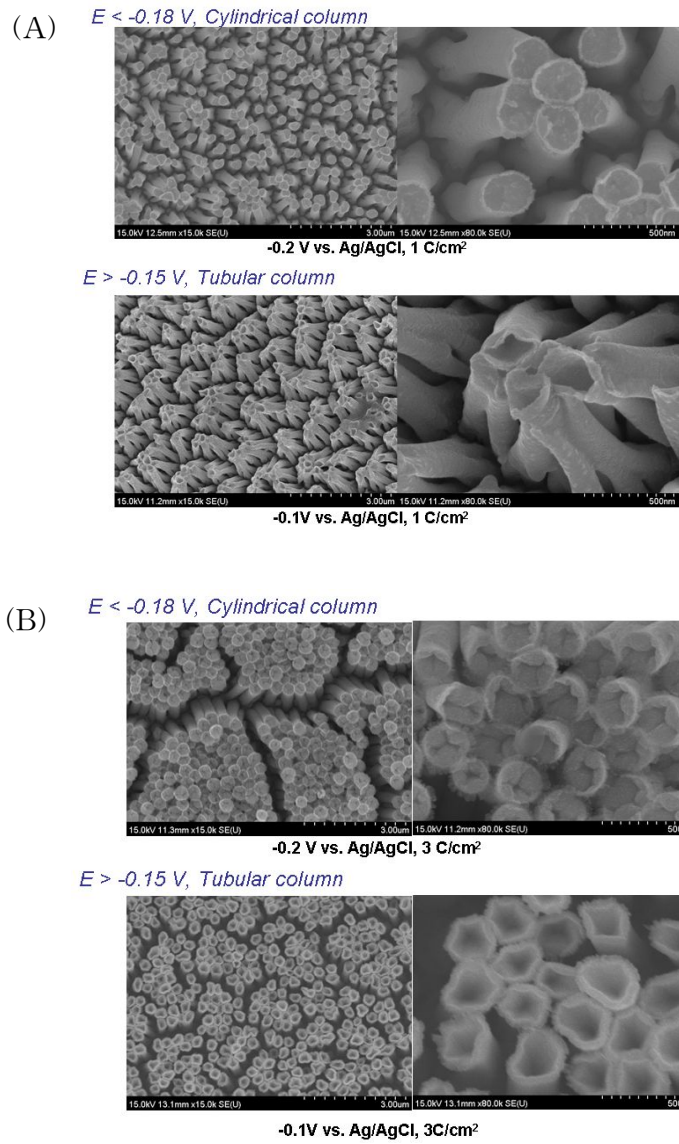 (A)
E < -0.18 V, Cylindrical column
15.0kV 12.5mm x15.0k SE(U) 3.00um
15.0kV 12.5mm x80.0k SE(U) 500nm
-0.2 V vs. Ag/AgCl, 1 C/cm²
E > -0.15 V, Tubular column
15.0kV 11.2mm x15.0k SE(U) 3.00um
15.0kV 11.2mm x80.0k SE(U) 500nm
-0.1V vs. Ag/AgCl, 1 C/cm²
(B)
E < -0.18 V, Cylindrical column
15.0kV 11.3mm x15.0k SE(U) 3.00um
15.0kV 11.2mm x80.0k SE(U) 500
-0.2 V vs. Ag/AgCl, 3 C/cm²
E > -0.15 V, Tubular column
15.0kV 13.1mm x15.0k SE(U) 3.00um
15.0kV 13.1mm x80.0k SE(U) 500
-0.1V vs. Ag/AgCl, 3C/cm²